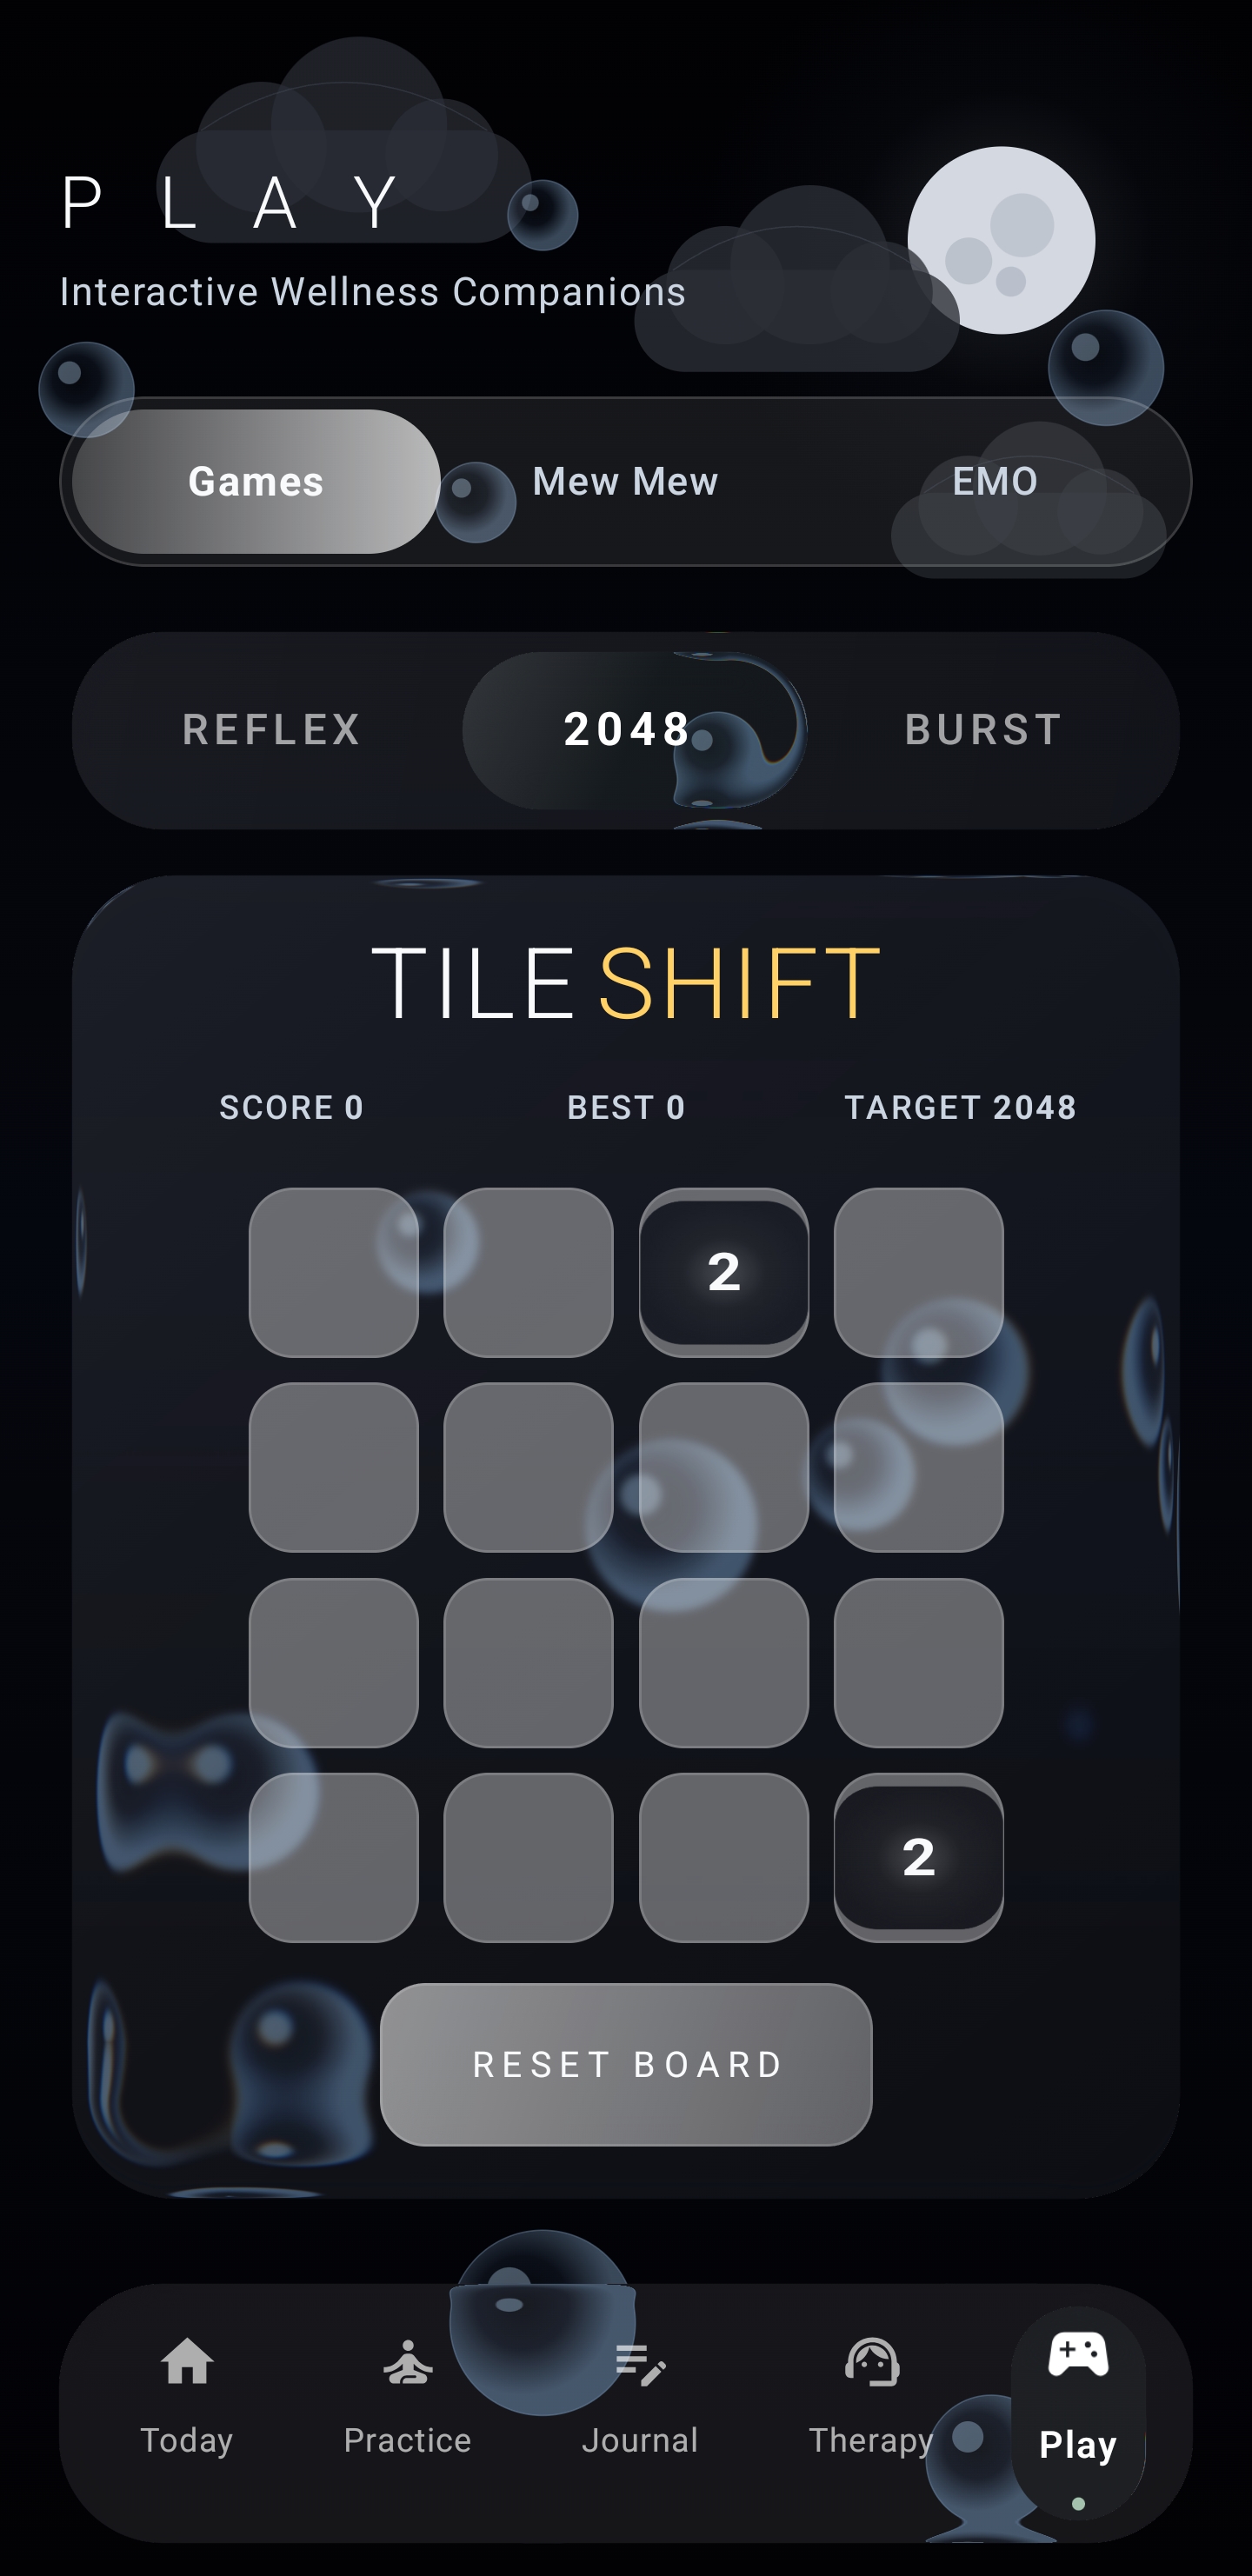 PLAY
Interactive Wellness Companions
Games Mew Mew EMO
REFLEX 2048 BURST
TILE SHIFT
SCORE 0 BEST 0 TARGET 2048
2
2
RESET BOARD
Today Practice Journal Therapy Play